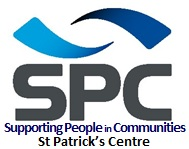 SPC
Supporting People in Communities
St Patrick's Centre